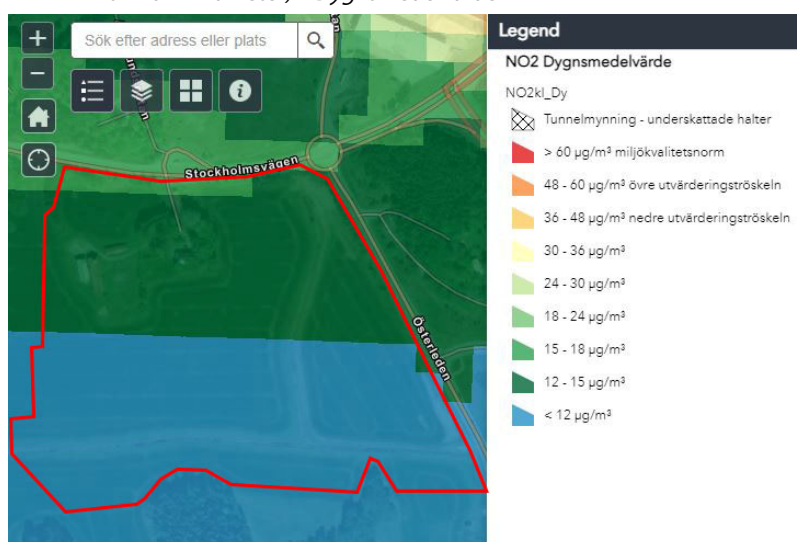 Sök efter adress eller plats
Stockholmsvägen
Österleden
Legend
NO2 Dygnsmedelvärde
NO2kl_Dy
Tunnelmynning - underskattade halter
> 60 µg/m³ miljökvalitetsnorm
48 - 60 µg/m³ övre utvärderingströskeln
36 - 48 µg/m³ nedre utvärderingströskeln
30 - 36 µg/m³
24 - 30 µg/m³
18 - 24 µg/m³
15 - 18 µg/m³
12 - 15 µg/m³
< 12 µg/m³